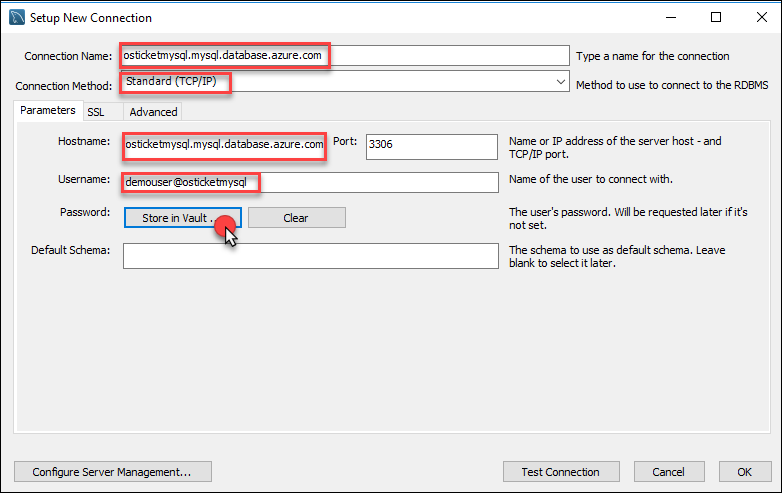 Setup New Connection
Connection Name: osticketmysql.mysql.database.azure.com Type a name for the connection
Connection Method: Standard (TCP/IP) Method to use to connect to the RDBMS
Parameters SSL Advanced
Hostname: osticketmysql.mysql.database.azure.com Port: 3306 Name or IP address of the server host - and
TCP/IP port.
Username: demouser@osticketmysql Name of the user to connect with.
Password: Store in Vault ... Clear The user's password. Will be requested later if it's
not set.
Default Schema: The schema to use as default schema. Leave
blank to select it later.
Configure Server Management... Test Connection Cancel OK